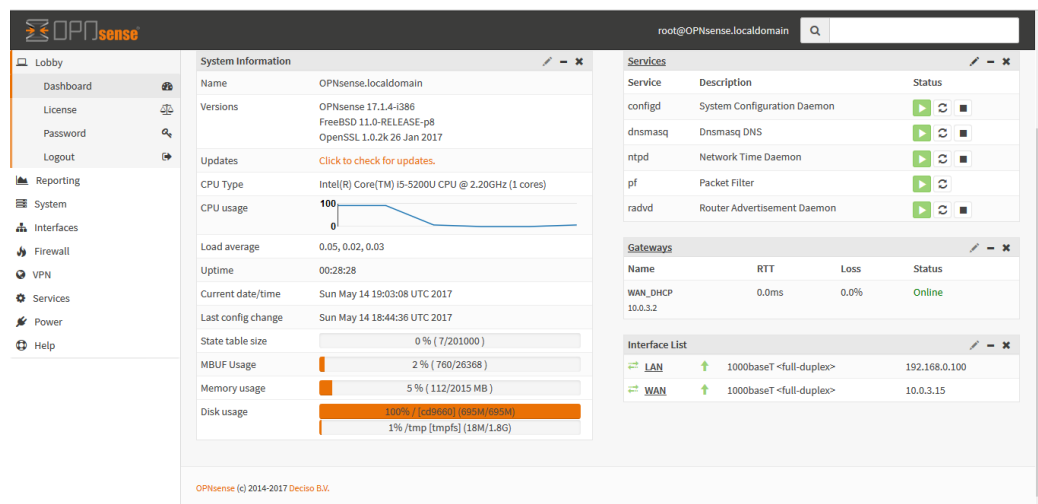 OPNsense
root@OPNsense.localdomain
Lobby
Dashboard
License
Password
Logout
Reporting
System
Interfaces
Firewall
VPN
Services
Power
Help
System Information
Name OPNsense.localdomain
Versions OPNsense 17.1.4-i386
FreeBSD 11.0-RELEASE-p8
OpenSSL 1.0.2k 26 Jan 2017
Updates Click to check for updates.
CPU Type Intel(R) Core(TM) i5-5200U CPU @ 2.20GHz (1 cores)
CPU usage 100
0
Load average 0.05, 0.02, 0.03
Uptime 00:28:28
Current date/time Sun May 14 19:03:08 UTC 2017
Last config change Sun May 14 18:44:36 UTC 2017
State table size 0 % ( 7/201000 )
MBUF Usage 2 % ( 760/26368 )
Memory usage 5 % ( 112/2015 MB )
Disk usage 100% / [cd9660] (695M/695M)
1% /tmp [tmpfs] (18M/1.8G)
Services
Service Description Status
configd System Configuration Daemon
dnsmasq Dnsmasq DNS
ntpd Network Time Daemon
pf Packet Filter
radvd Router Advertisement Daemon
Gateways
Name RTT Loss Status
WAN_DHCP 0.0ms 0.0% Online
10.0.3.2
Interface List
LAN 1000baseT <full-duplex> 192.168.0.100
WAN 1000baseT <full-duplex> 10.0.3.15
OPNsense (c) 2014-2017 Deciso B.V.